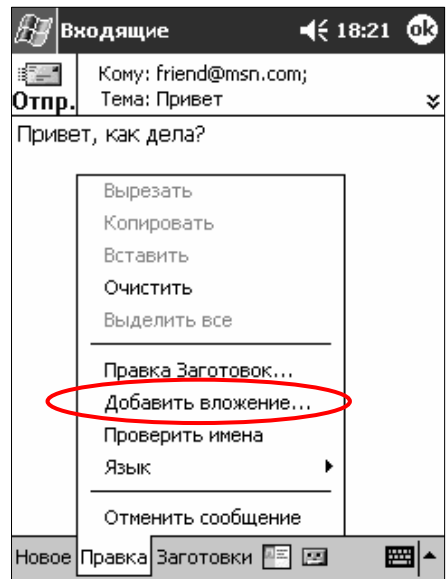 Входящие 18:21 ok
Кому: friend@msn.com;
Отпр. Тема: Привет
Привет, как дела?
Вырезать
Копировать
Вставить
Очистить
Выделить все
Правка Заготовок...
Добавить вложение...
Проверить имена
Язык
Отменить сообщение
Новое Правка Заготовки